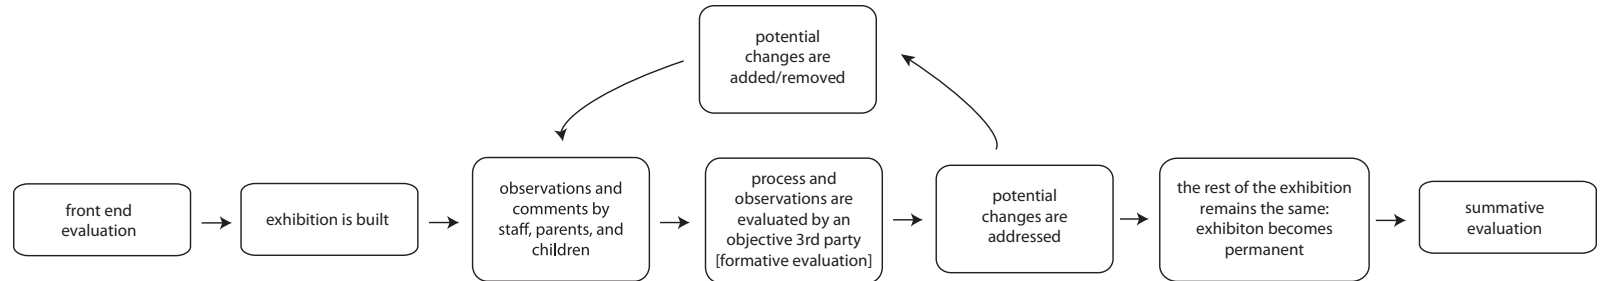 potential
changes are
added/removed
front end
evaluation
exhibition is built
observations and
comments by
staff, parents, and
children
process and
observations are
evaluated by an
objective 3rd party
[formative evaluation]
potential
changes are
addressed
the rest of the exhibition
remains the same:
exhibiton becomes
permanent
summative
evaluation